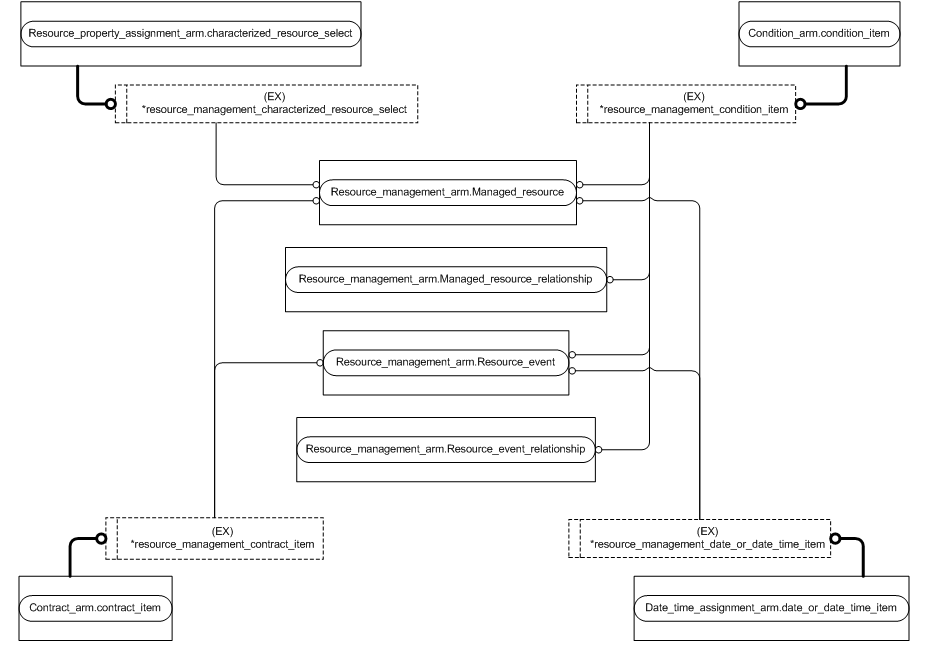 Resource_property_assignment_arm.characterized_resource_select
Condition_arm.condition_item
(EX)
*resource_management_characterized_resource_select
(EX)
*resource_management_condition_item
Resource_management_arm.Managed_resource
Resource_management_arm.Managed_resource_relationship
Resource_management_arm.Resource_event
Resource_management_arm.Resource_event_relationship
(EX)
*resource_management_contract_item
(EX)
*resource_management_date_or_date_time_item
Contract_arm.contract_item
Date_time_assignment_arm.date_or_date_time_item